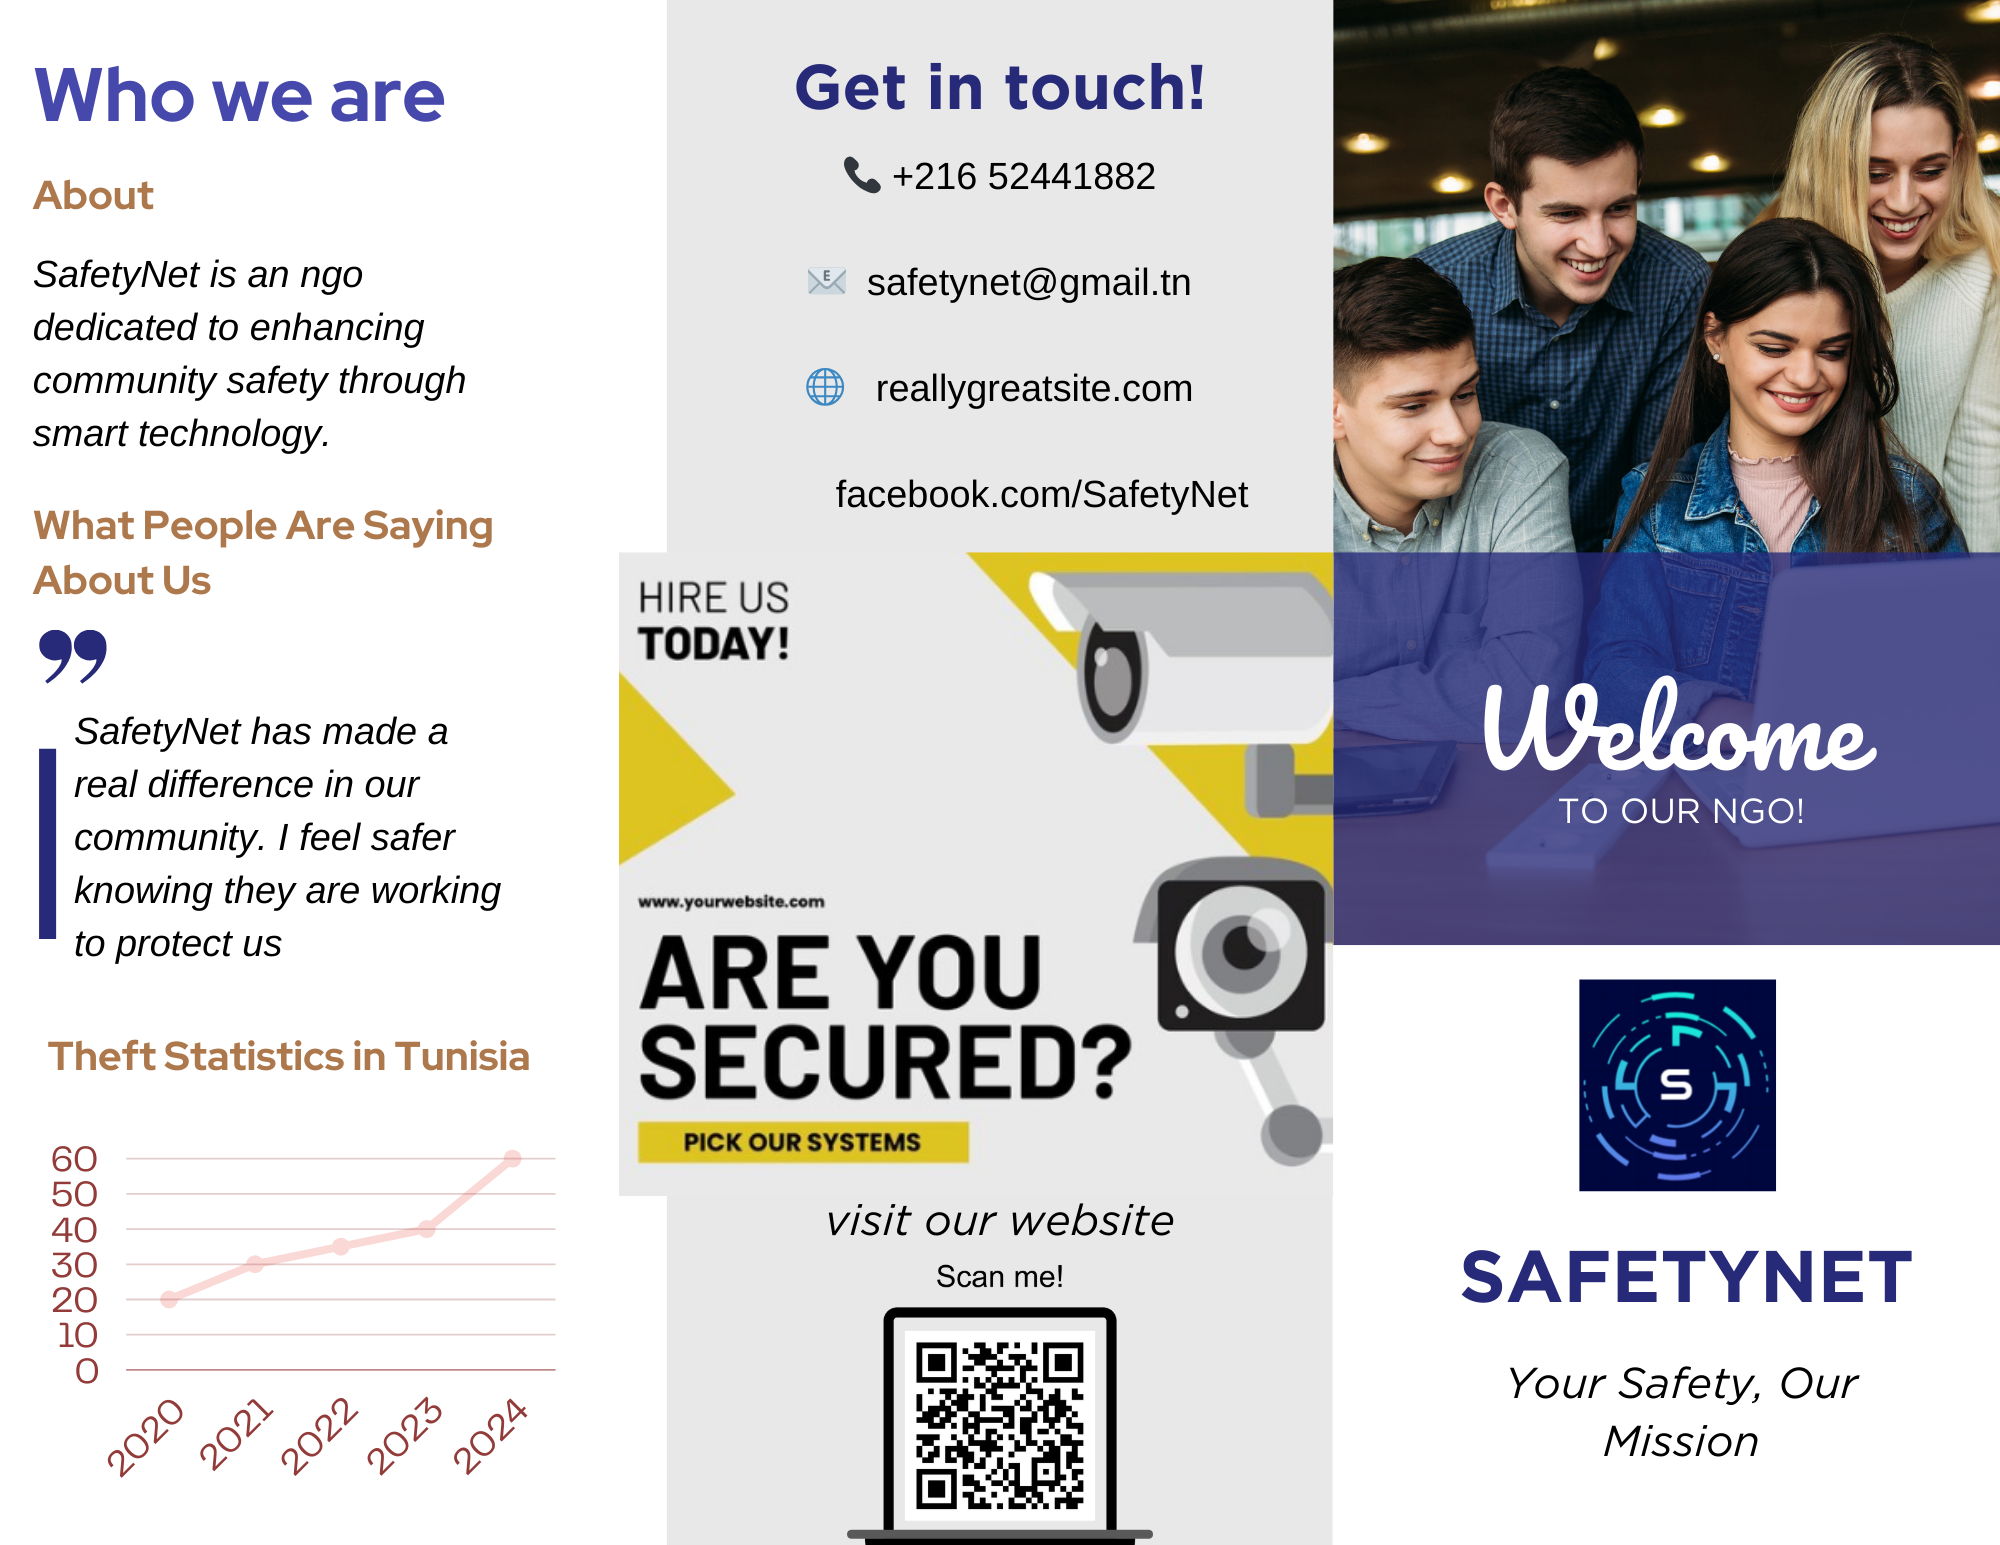 Who we are
About
SafetyNet is an ngo
dedicated to enhancing
community safety through
smart technology.
What People Are Saying
About Us
”
SafetyNet has made a
real difference in our
community. I feel safer
knowing they are working
to protect us
Theft Statistics in Tunisia
60
50
40
30
20
10
0
2020
2021
2022
2023
2024
Get in touch!
+216 52441882
E
safetynet@gmail.tn
reallygreatsite.com
facebook.com/SafetyNet
HIRE US
TODAY!
www.yourwebsite.com
ARE YOU
SECURED?
PICK OUR SYSTEMS
visit our website
Scan me!
Welcome
TO OUR NGO!
S
SAFETYNET
Your Safety, Our
Mission